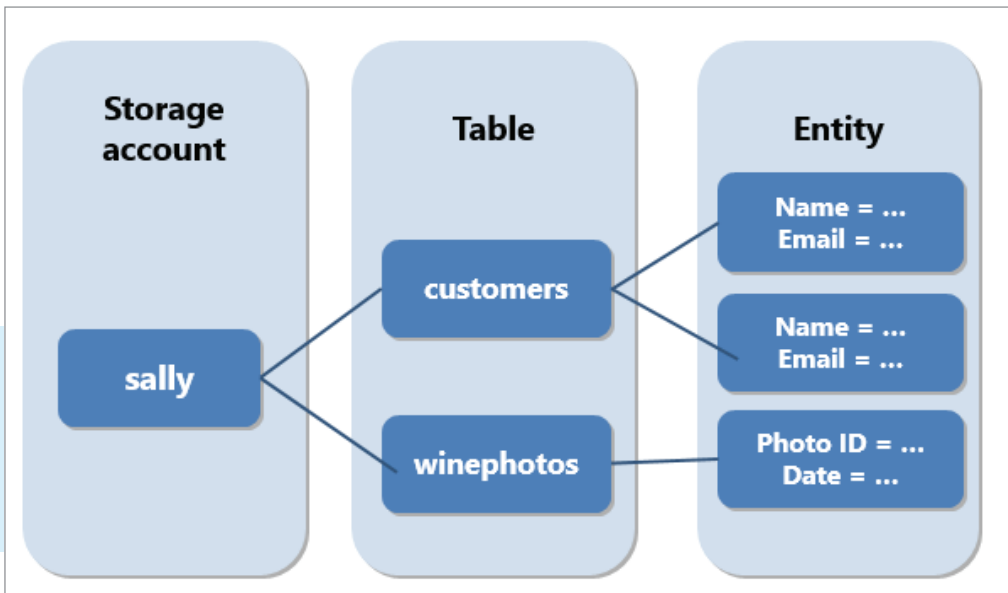 Storage
account
Table
Entity
sally
customers
winephotos
Name = ...
Email = ...
Name = ...
Email = ...
Photo ID = ...
Date = ...